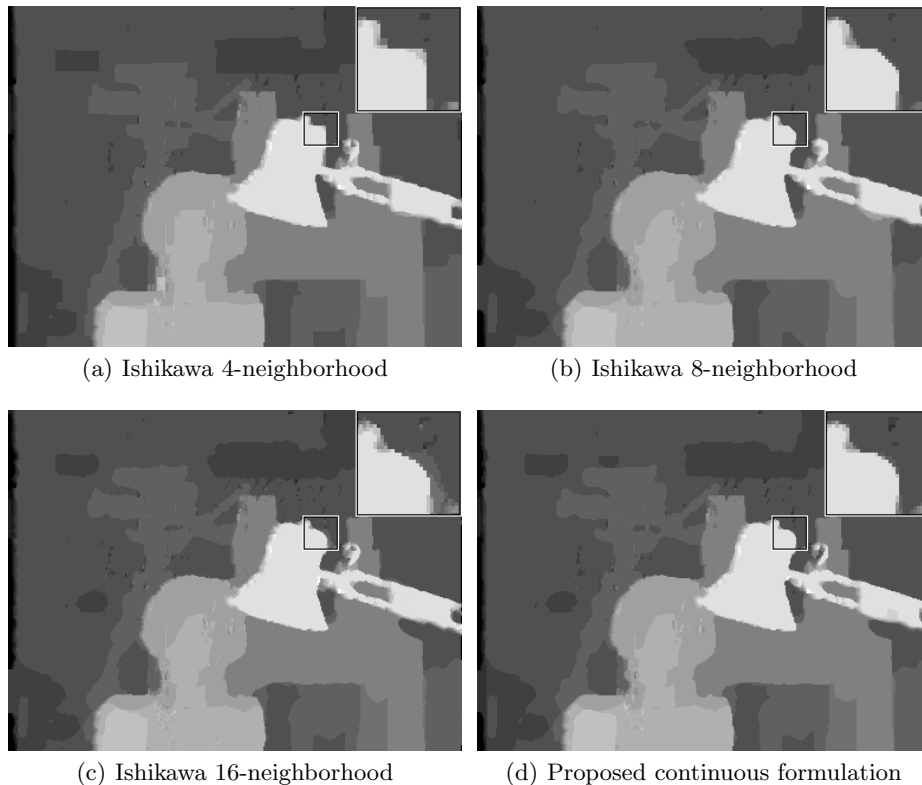 (a) Ishikawa 4-neighborhood
(b) Ishikawa 8-neighborhood
(c) Ishikawa 16-neighborhood
(d) Proposed continuous formulation